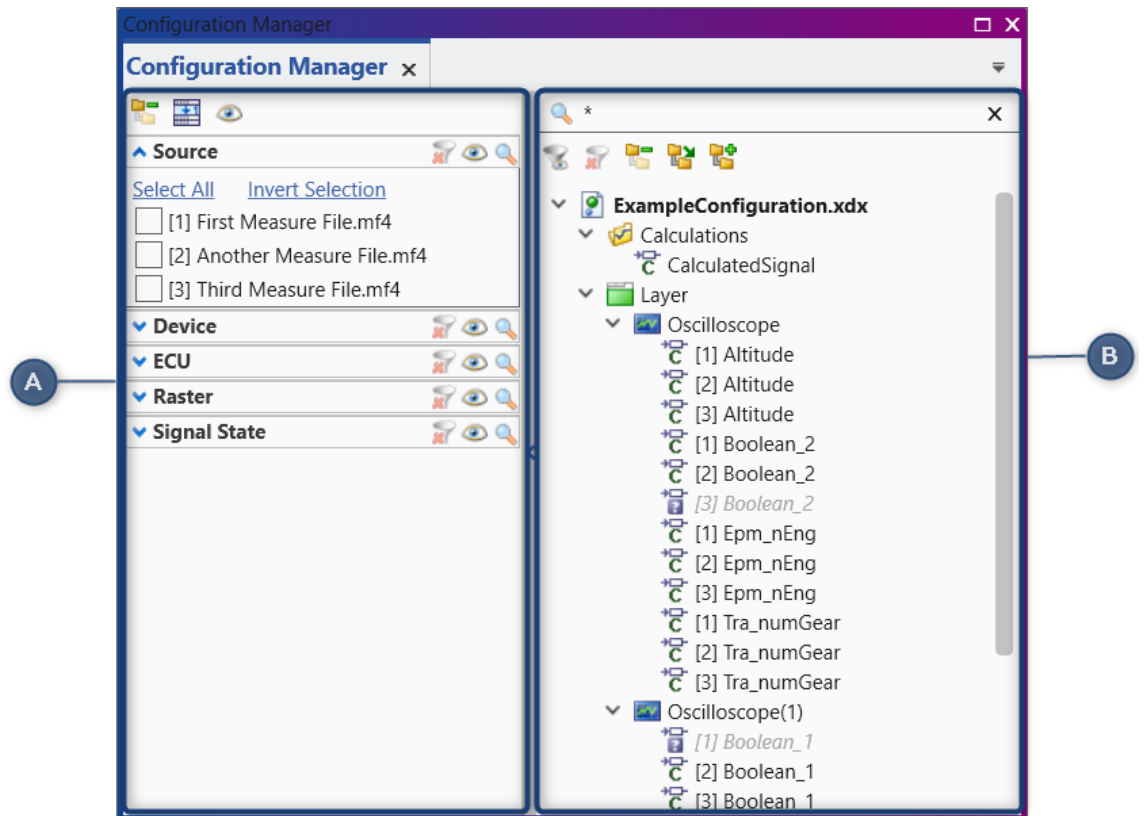 Configuration Manager
Configuration Manager
Source
Select All Invert Selection
[1] First Measure File.mf4
[2] Another Measure File.mf4
[3] Third Measure File.mf4
Device
ECU
Raster
Signal State
A
*
ExampleConfiguration.xdx
Calculations
CalculatedSignal
Layer
Oscilloscope
[1] Altitude
[2] Altitude
[3] Altitude
[1] Boolean_2
[2] Boolean_2
[3] Boolean_2
[1] Epm_nEng
[2] Epm_nEng
[3] Epm_nEng
[1] Tra_numGear
[2] Tra_numGear
[3] Tra_numGear
Oscilloscope(1)
[1] Boolean_1
[2] Boolean_1
[3] Boolean_1
B